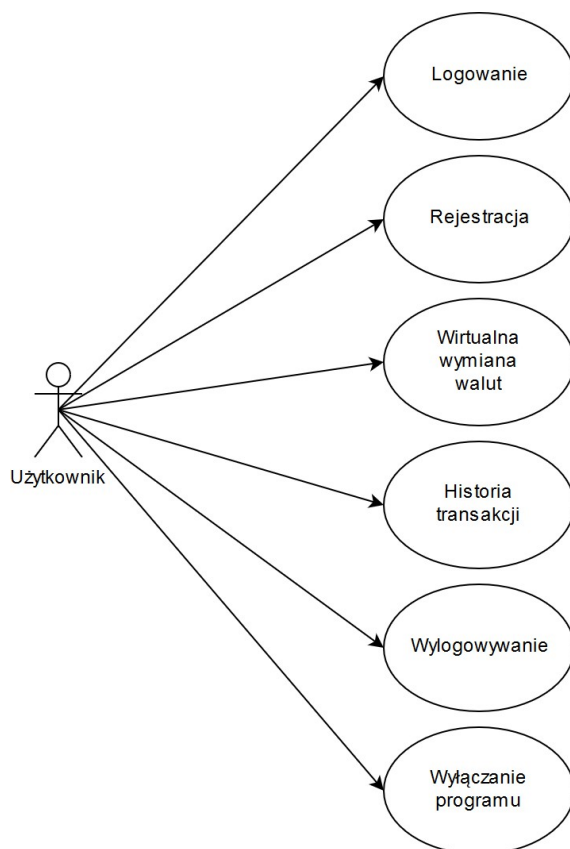 Logowanie
Rejestracja
Wirtualna
wymiana
walut
Użytkownik
Historia
transakcji
Wylogowywanie
Wyłączanie
programu